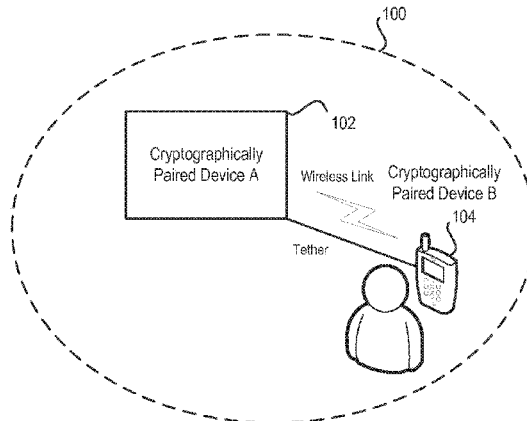 100
102
Cryptographically
Paired Device A
Wireless Link
Cryptographically
Paired Device B
104
Tether